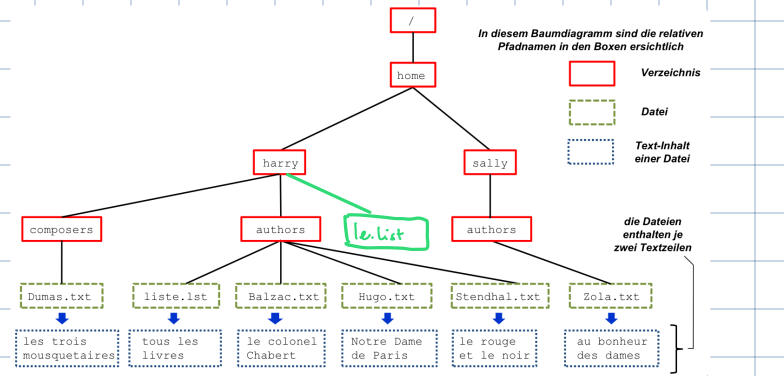 /
In diesem Baumdiagramm sind die relativen
Pfadnamen in den Boxen ersichtlich
home
Verzeichnis
Datei
Text-Inhalt
einer Datei
harry
sally
composers
authors
le.list
authors
die Dateien
enthalten je
zwei Textzeilen
Dumas.txt
liste.lst
Balzac.txt
Hugo.txt
Stendhal.txt
Zola.txt
les trois
mousquetaires
tous les
livres
le colonel
Chabert
Notre Dame
de Paris
le rouge
et le noir
au bonheur
des dames